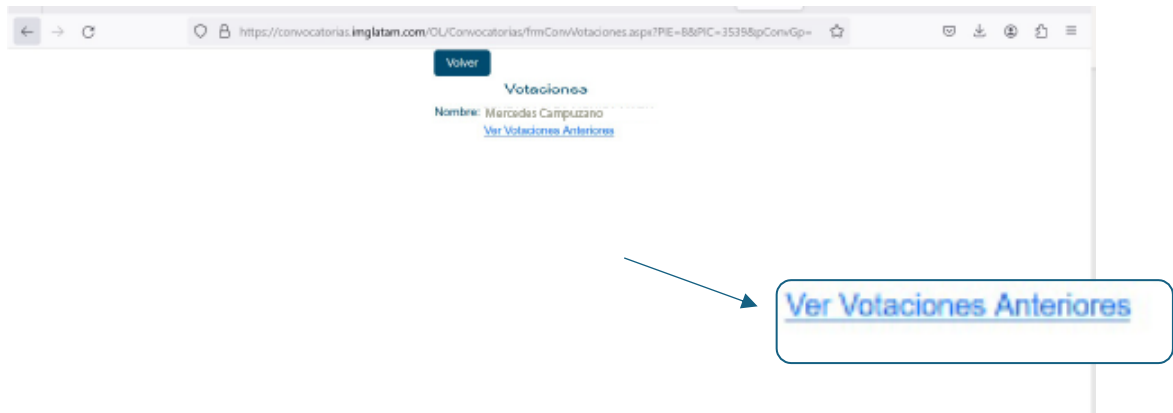 https://convocatorias.imglatam.com/OL/Convocatorias/frmConvVotaciones.aspx?PIE=8&PIC=3539&pConvGp=
Volver
Votaciones
Nombre: Mercedes Campuzano
Ver Votaciones Anteriores
Ver Votaciones Anteriores